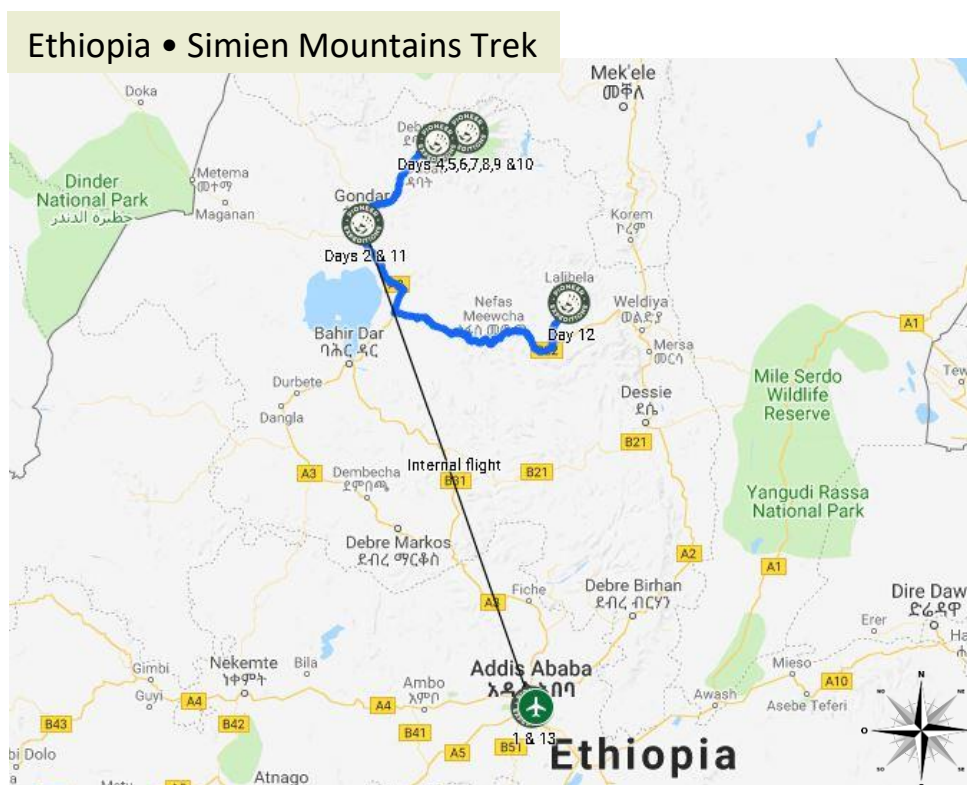 Ethiopia • Simien Mountains Trek
Mek'ele
መቐለ
Doka
Days 4,5,6,7,8,9 &10
ዳባት
Metema
መተማ
Dinder
National Park
حظيرة الدندر
Maganan
Gondar
Days 2 & 11
Korem
ኮረም
Lalibela
Nefas
Meewcha
Weldiya
ወልድያ
Day 12
Bahir Dar
ባሕር ዳር
Mersa
መርሳ
A1
Durbete
Dangla
Dessie
ደሴ
Mile Serdo
Wildlife
Reserve
B21
Internal flight
A3
B31
B21
Dembecha
ደምበጫ
Yangudi Rassa
National Park
Debre Markos
ደብረ ማርቆስ
A2
A1
Fiche
A3
Debre Birhan
ደብረ ብርሃን
Dire Daw
ድሬዳዋ
Erer
Gimbi
Guyi
Nekemte
ነቀምት
Bila
Addis Ababa
Ambo
አምቦ
Mieso
Asebe Teferi
A10
Awash
A4
A4
B43
B42
B41
A5
B51
1 & 13
Ethiopia
bi Dolo
Atnago
N